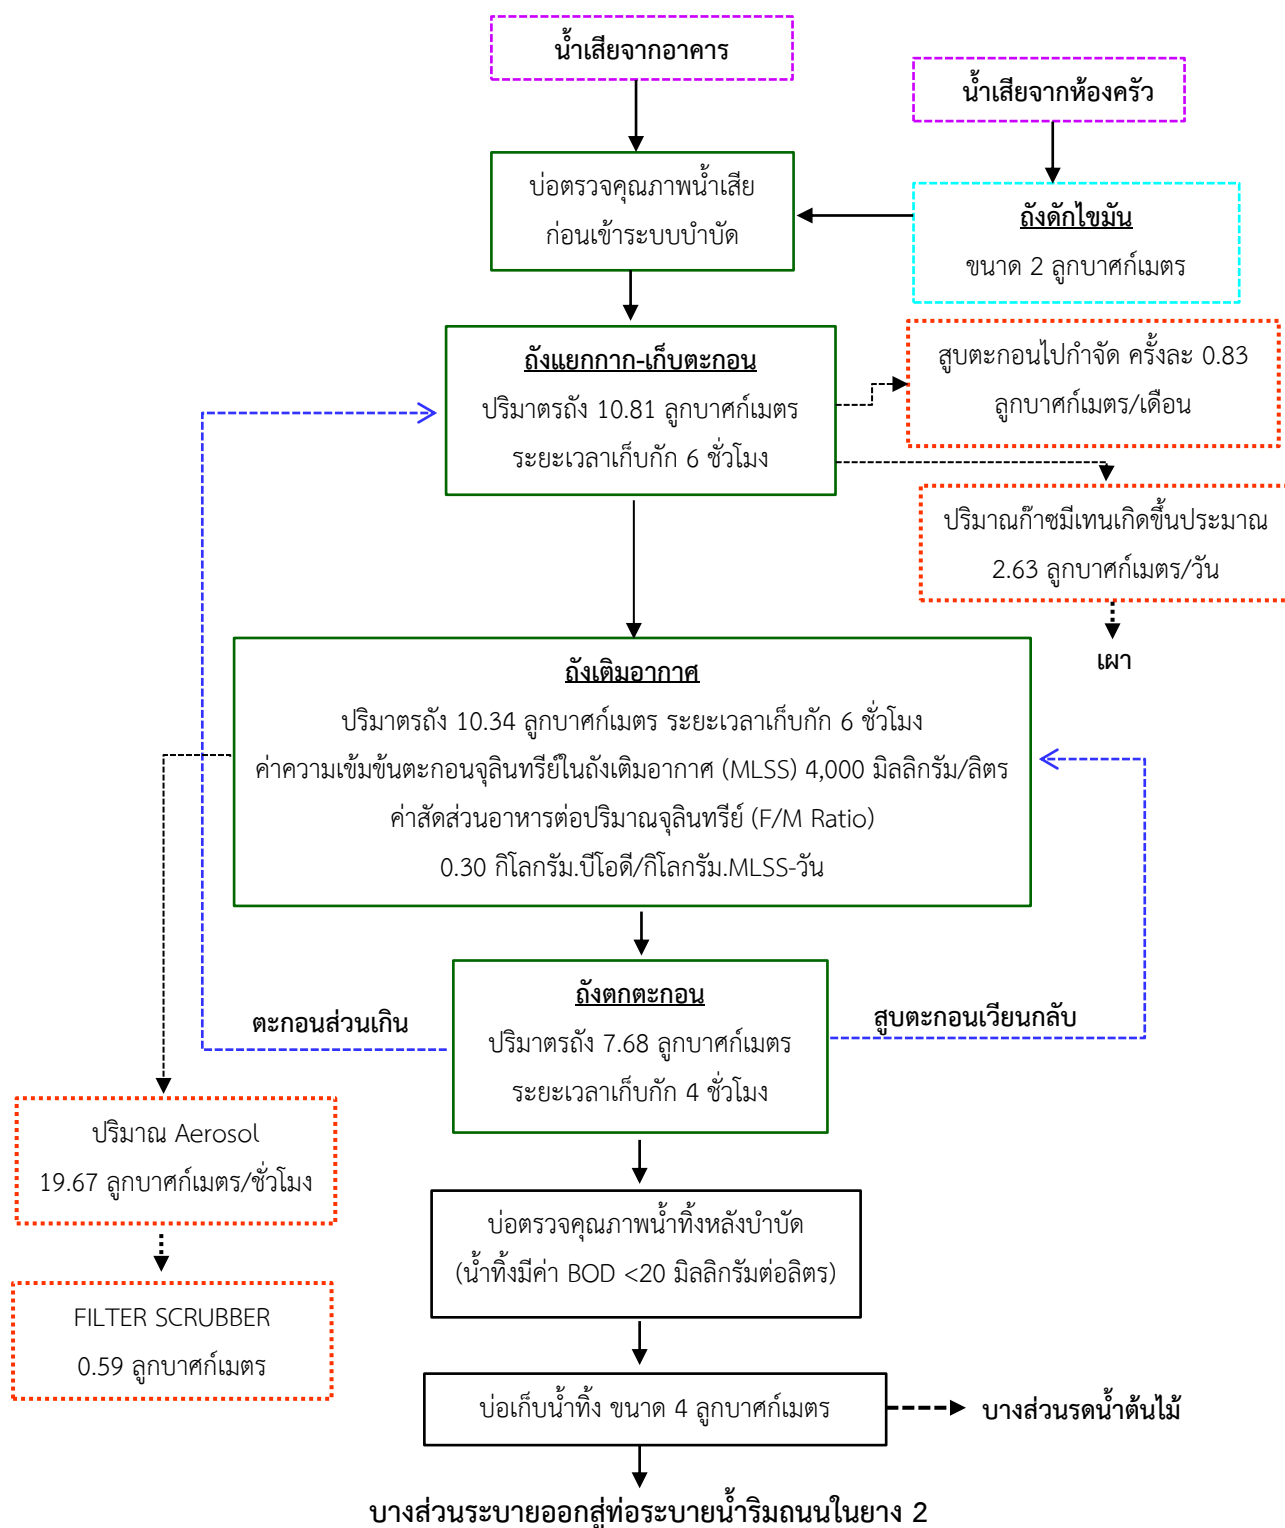 น้ำเสียจากอาคาร
น้ำเสียจากห้องครัว
บ่อตรวจคุณภาพน้ำเสีย
ก่อนเข้าระบบบำบัด
ถังดักไขมัน
ขนาด 2 ลูกบาศก์เมตร
ถังแยกกาก-เก็บตะกอน
ปริมาตรถัง 10.81 ลูกบาศก์เมตร
ระยะเวลาเก็บกัก 6 ชั่วโมง
สูบตะกอนไปกำจัด ครั้งละ 0.83
ลูกบาศก์เมตร/เดือน
ปริมาณก๊าซมีเทนเกิดขึ้นประมาณ
2.63 ลูกบาศก์เมตร/วัน
เผา
ถังเติมอากาศ
ปริมาตรถัง 10.34 ลูกบาศก์เมตร ระยะเวลาเก็บกัก 6 ชั่วโมง
ค่าความเข้มข้นตะกอนจุลินทรีย์ในถังเติมอากาศ (MLSS) 4,000 มิลลิกรัม/ลิตร
ค่าสัดส่วนอาหารต่อปริมาณจุลินทรีย์ (F/M Ratio)
0.30 กิโลกรัม.บีโอดี/กิโลกรัม.MLSS-วัน
ถังตกตะกอน
ปริมาตรถัง 7.68 ลูกบาศก์เมตร
ระยะเวลาเก็บกัก 4 ชั่วโมง
ตะกอนส่วนเกิน
สูบตะกอนเวียนกลับ
ปริมาณ Aerosol
19.67 ลูกบาศก์เมตร/ชั่วโมง
FILTER SCRUBBER
0.59 ลูกบาศก์เมตร
บ่อตรวจคุณภาพน้ำทิ้งหลังบำบัด
(น้ำทิ้งมีค่า BOD <20 มิลลิกรัมต่อลิตร)
บ่อเก็บน้ำทิ้ง ขนาด 4 ลูกบาศก์เมตร
บางส่วนรดน้ำต้นไม้
บางส่วนระบายออกสู่ท่อระบายน้ำริมถนนในยาง 2